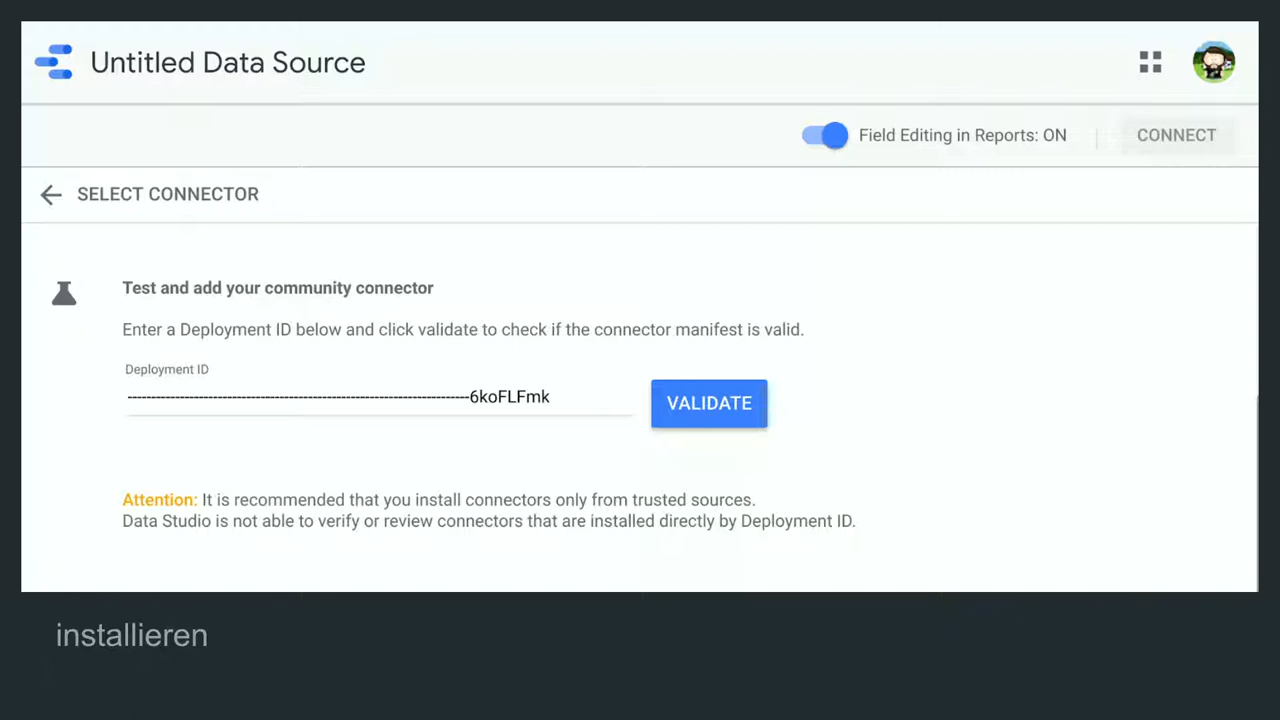 Untitled Data Source
Field Editing in Reports: ON
CONNECT
SELECT CONNECTOR
Test and add your community connector
Enter a Deployment ID below and click validate to check if the connector manifest is valid.
Deployment ID
------------------------------------------------------------------------6koFLFmk
VALIDATE
Attention: It is recommended that you install connectors only from trusted sources.
Data Studio is not able to verify or review connectors that are installed directly by Deployment ID.
installieren